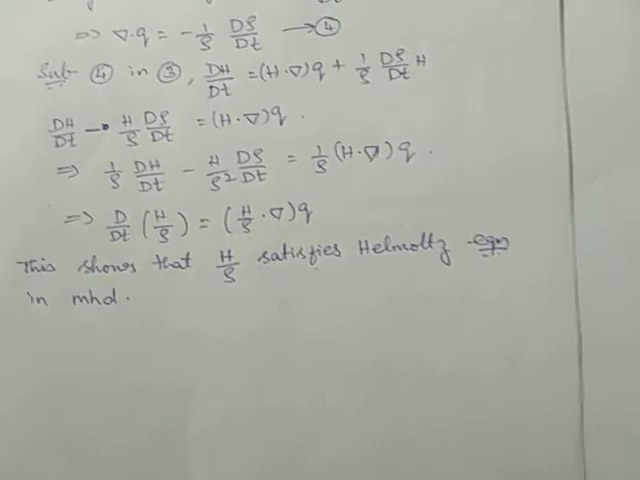 => ∇·q = -1/ρ Dρ/Dt → ④
Sub ④ in ③, DH/Dt = (H·∇)q + 1/ρ Dρ/Dt H
DH/Dt - H/ρ Dρ/Dt = (H·∇)q.
=> 1/ρ DH/Dt - H/ρ² Dρ/Dt = 1/ρ (H·∇)q.
=> D/Dt (H/ρ) = (H/ρ ·∇)q
This shows that H/ρ satisfies Helmoltz eqn
in mhd.